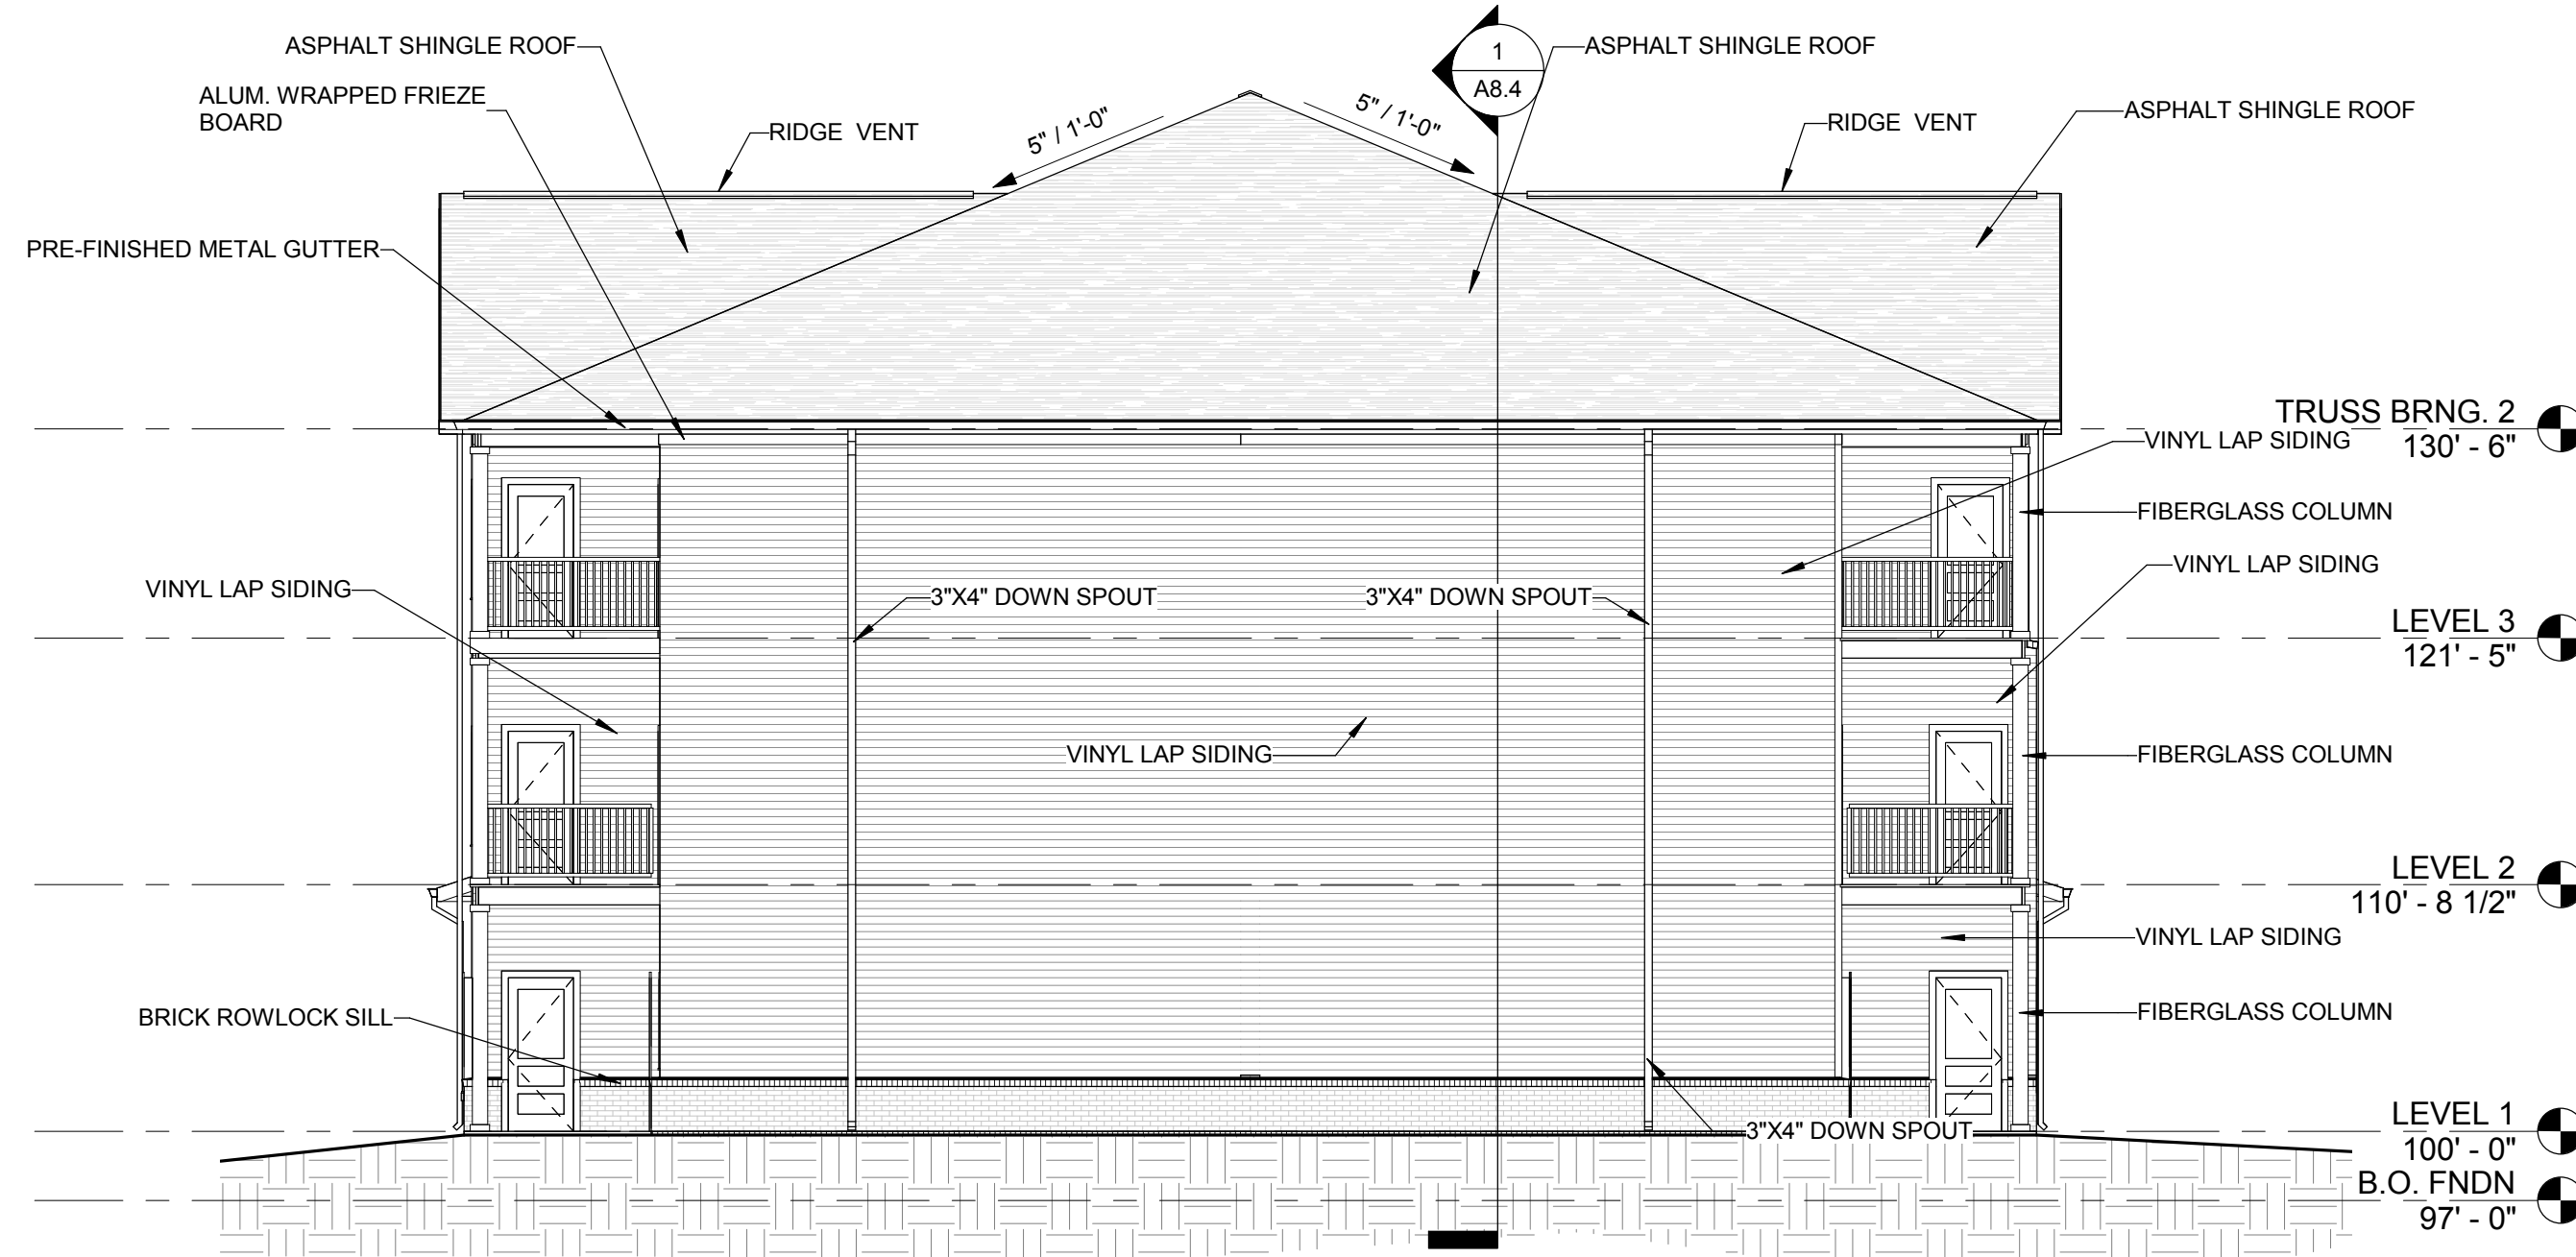 ASPHALT SHINGLE ROOF
ALUM. WRAPPED FRIEZE
BOARD
RIDGE VENT
5" / 1'-0"
5" / 1'-0"
1
A8.4
ASPHALT SHINGLE ROOF
RIDGE VENT
ASPHALT SHINGLE ROOF
PRE-FINISHED METAL GUTTER
TRUSS BRNG. 2
130' - 6"
VINYL LAP SIDING
FIBERGLASS COLUMN
VINYL LAP SIDING
VINYL LAP SIDING
3"X4" DOWN SPOUT
3"X4" DOWN SPOUT
LEVEL 3
121' - 5"
VINYL LAP SIDING
FIBERGLASS COLUMN
LEVEL 2
110' - 8 1/2"
VINYL LAP SIDING
BRICK ROWLOCK SILL
FIBERGLASS COLUMN
3"X4" DOWN SPOUT
LEVEL 1
100' - 0"
B.O. FNDN
97' - 0"